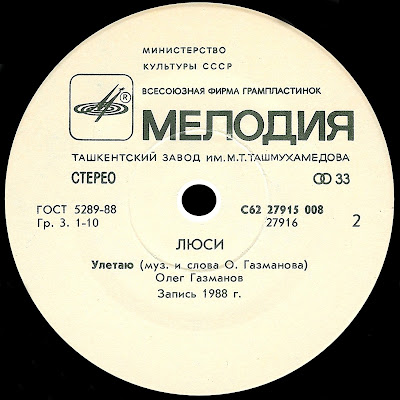 МИНИСТЕРСТВО
КУЛЬТУРЫ СССР
ВСЕСОЮЗНАЯ ФИРМА ГРАМПЛАСТИНОК
МЕЛОДИЯ
ТАШКЕНТСКИЙ ЗАВОД ИМ. М.Т. ТАШМУХАМЕДОВА
СТЕРЕО 33
ГОСТ 5289-88 С62 27915 008
Гр. 3. 1-10 27916 2
ЛЮСИ
Улетаю (муз. и слова О. Газманова)
Олег Газманов
Запись 1988 г.